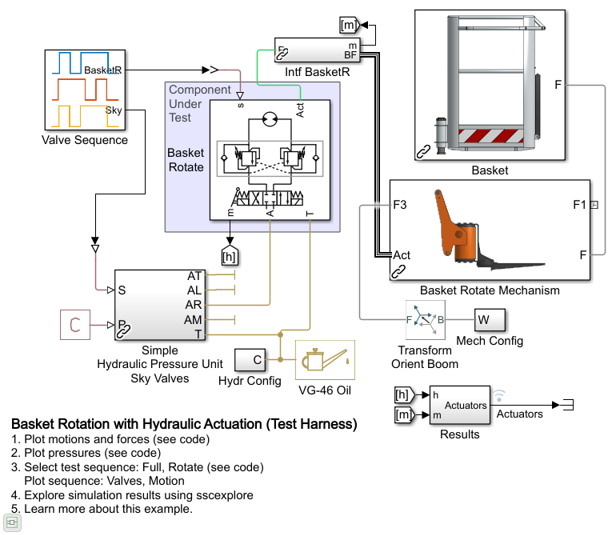 [m]
m
BF
F
Intf BasketR
BasketR
Sky
Valve Sequence
Component
Under
Test
s
Act
Basket
Rotate
m
A
T
[h]
F
Basket
F3
F1
Act
F
Basket Rotate Mechanism
S
P
AT
AL
AR
AM
T
C
Simple
Hydraulic Pressure Unit
Sky Valves
C
Hydr Config
VG-46 Oil
F
B
Transform
Orient Boom
W
Mech Config
[h]
[m]
h
m
Actuators
Actuators
Results
Basket Rotation with Hydraulic Actuation (Test Harness)
1. Plot motions and forces (see code)
2. Plot pressures (see code)
3. Select test sequence: Full, Rotate (see code)
Plot sequence: Valves, Motion
4. Explore simulation results using sscexplore
5. Learn more about this example.